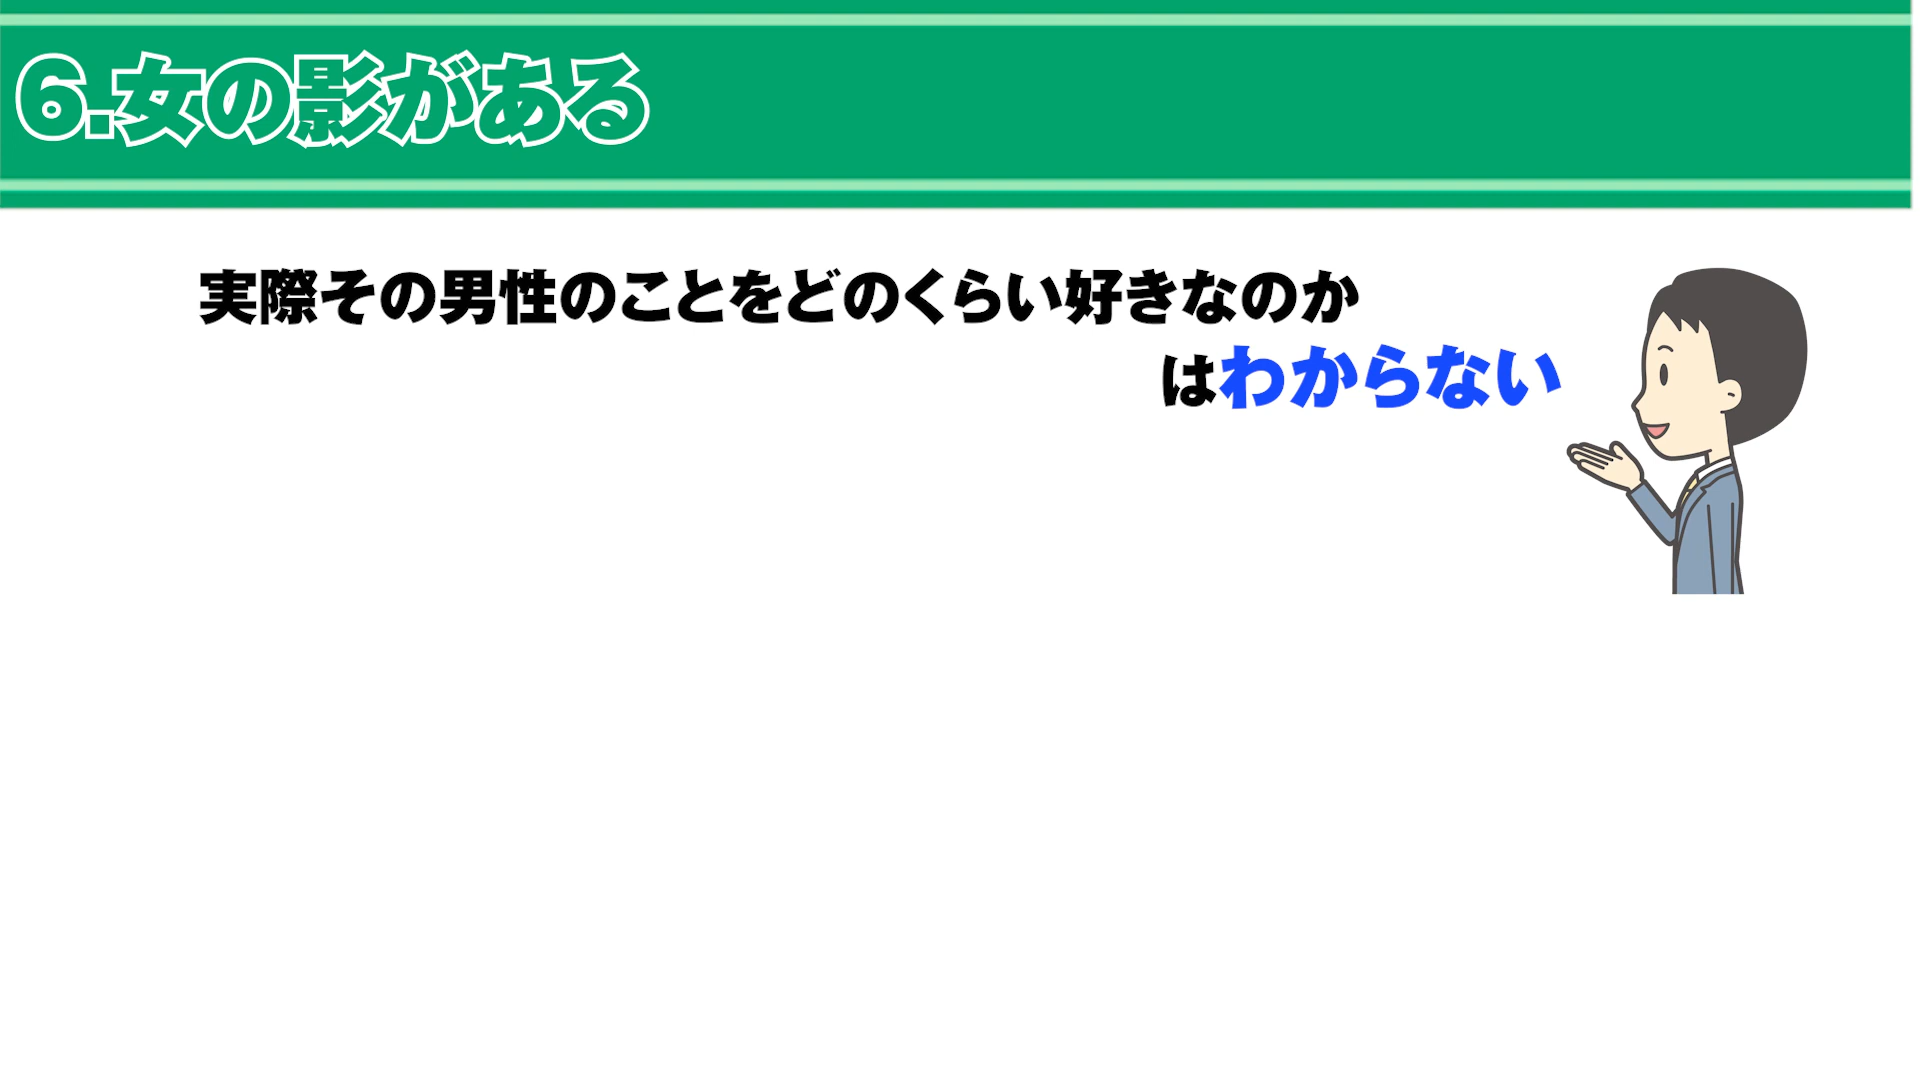 6.女の影がある
実際その男性のことをどのくらい好きなのか
はわからない